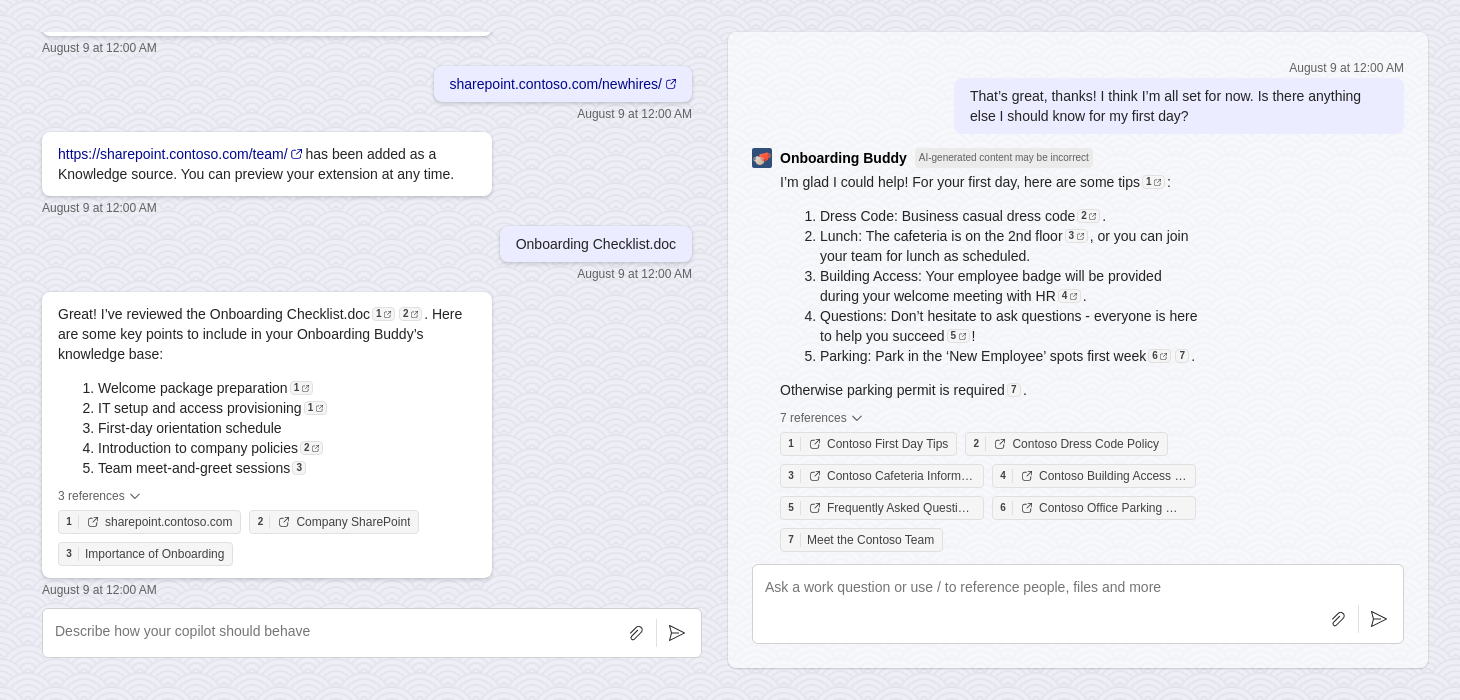 August 9 at 12:00 AM
sharepoint.contoso.com/newhires/
August 9 at 12:00 AM
https://sharepoint.contoso.com/team/ has been added as a
Knowledge source. You can preview your extension at any time.
August 9 at 12:00 AM
Onboarding Checklist.doc
August 9 at 12:00 AM
Great! I’ve reviewed the Onboarding Checklist.doc 1 2 . Here
are some key points to include in your Onboarding Buddy’s
knowledge base:
1. Welcome package preparation 1
2. IT setup and access provisioning 1
3. First-day orientation schedule
4. Introduction to company policies 2
5. Team meet-and-greet sessions 3
3 references
1 sharepoint.contoso.com 2 Company SharePoint
3 Importance of Onboarding
August 9 at 12:00 AM
Describe how your copilot should behave
August 9 at 12:00 AM
That’s great, thanks! I think I’m all set for now. Is there anything
else I should know for my first day?
Onboarding Buddy AI-generated content may be incorrect
I’m glad I could help! For your first day, here are some tips 1 :
1. Dress Code: Business casual dress code 2 .
2. Lunch: The cafeteria is on the 2nd floor 3 , or you can join
your team for lunch as scheduled.
3. Building Access: Your employee badge will be provided
during your welcome meeting with HR 4 .
4. Questions: Don’t hesitate to ask questions - everyone is here
to help you succeed 5 !
5. Parking: Park in the ‘New Employee’ spots first week 6 7 .
Otherwise parking permit is required 7 .
7 references
1 Contoso First Day Tips 2 Contoso Dress Code Policy
3 Contoso Cafeteria Inform… 4 Contoso Building Access …
5 Frequently Asked Questi… 6 Contoso Office Parking …
7 Meet the Contoso Team
Ask a work question or use / to reference people, files and more